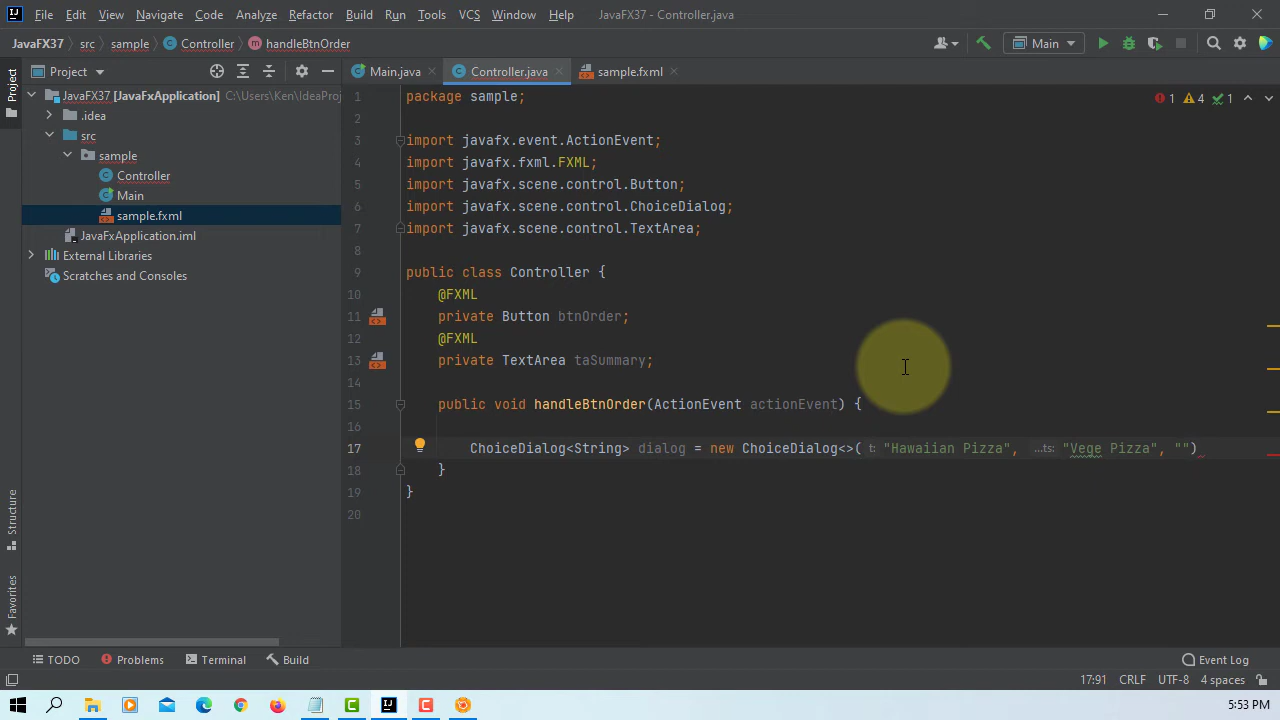 File Edit View Navigate Code Analyze Refactor Build Run Tools VCS Window Help JavaFX37 - Controller.java
JavaFX37 src sample Controller handleBtnOrder Main
Project Main.java Controller.java sample.fxml
Project
JavaFX37 [JavaFxApplication] C:\Users\Ken\IdeaProj
.idea
src
sample
Controller
Main
sample.fxml
JavaFxApplication.iml
External Libraries
Scratches and Consoles
Structure
Favorites
1 4 1
1 package sample;
2
3 import javafx.event.ActionEvent;
4 import javafx.fxml.FXML;
5 import javafx.scene.control.Button;
6 import javafx.scene.control.ChoiceDialog;
7 import javafx.scene.control.TextArea;
8
9 public class Controller {
10 @FXML
11 private Button btnOrder;
12 @FXML
13 private TextArea taSummary;
14
15 public void handleBtnOrder(ActionEvent actionEvent) {
16
17 ChoiceDialog<String> dialog = new ChoiceDialog<>( t: "Hawaiian Pizza", ...ts: "Vege Pizza", "")
18 }
19 }
20
TODO Problems Terminal Build Event Log
17:91 CRLF UTF-8 4 spaces
5:53 PM